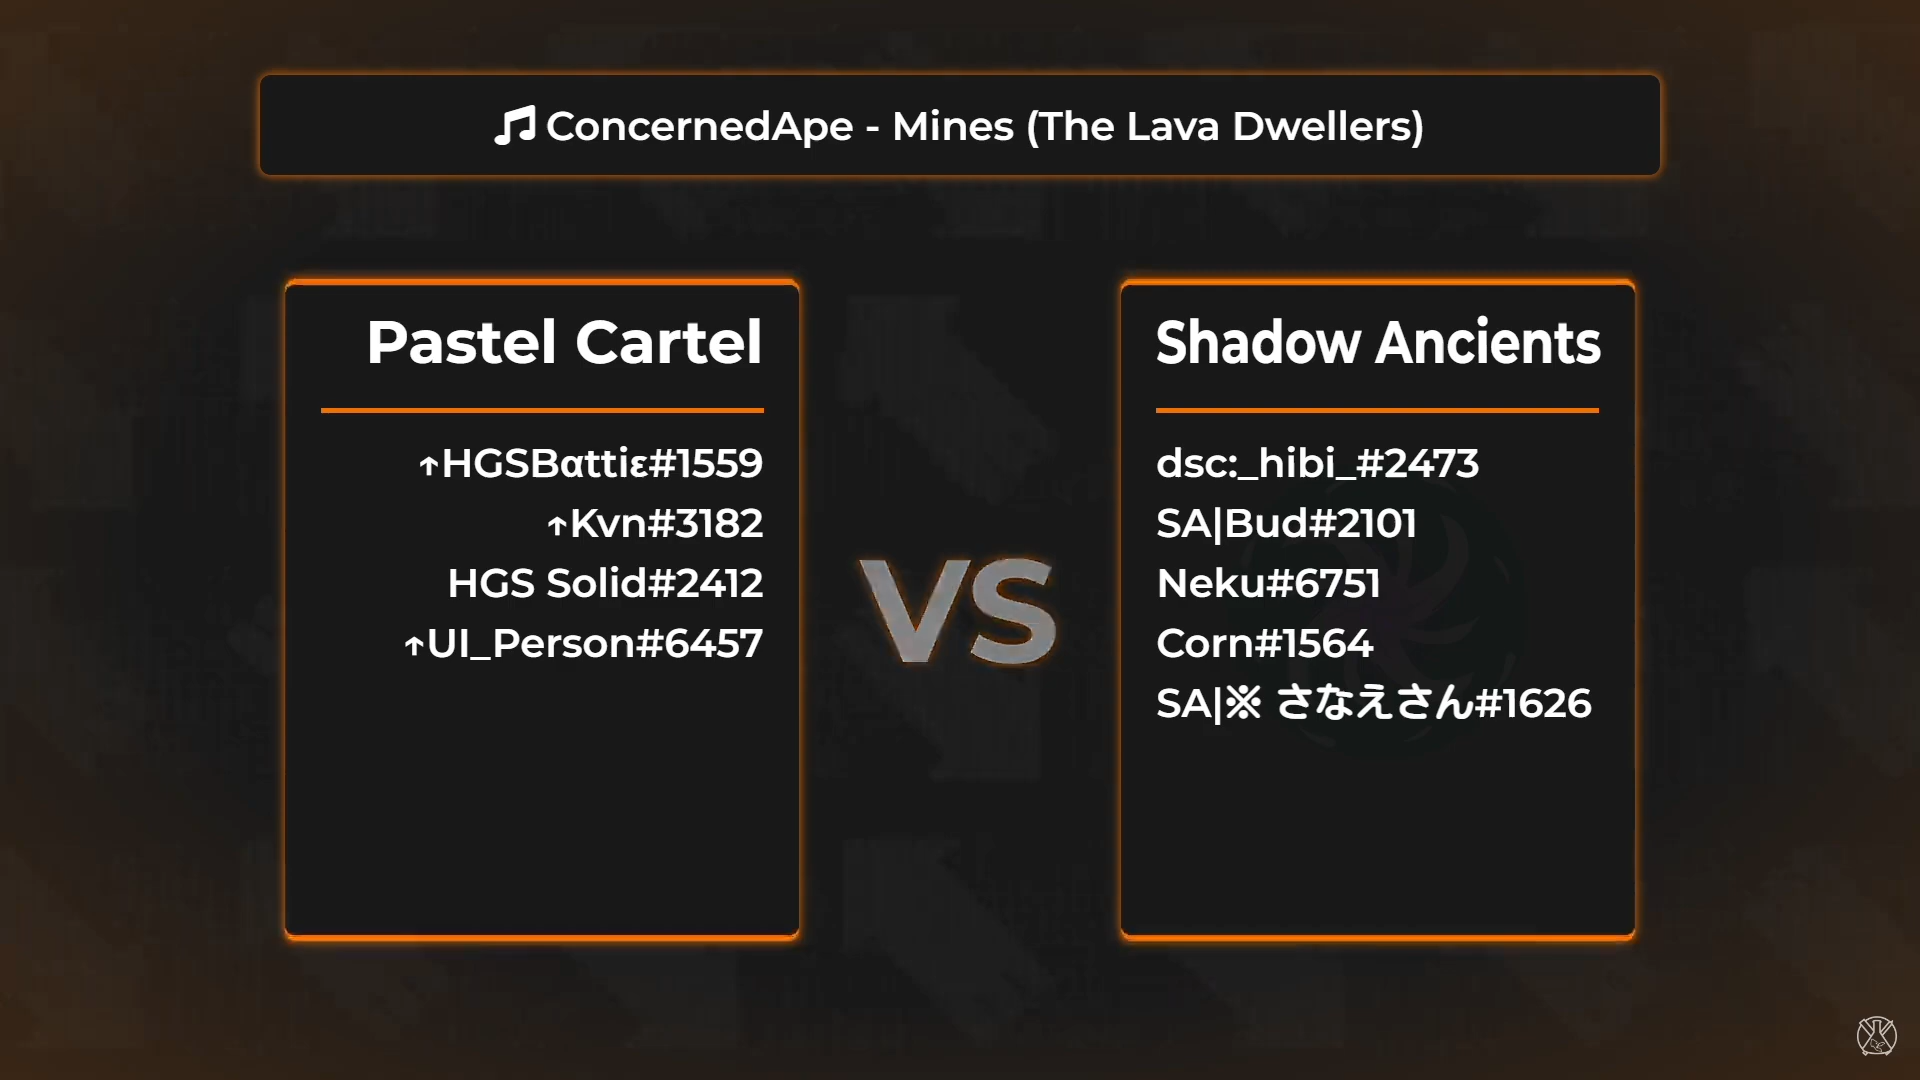 ConcernedApe - Mines (The Lava Dwellers)
Pastel Cartel
↑HGSBαttiε#1559
↑Kvn#3182
HGS Solid#2412
↑UI_Person#6457
VS
Shadow Ancients
dsc:_hibi_#2473
SA|Bud#2101
Neku#6751
Corn#1564
SA|※ さなえさん#1626